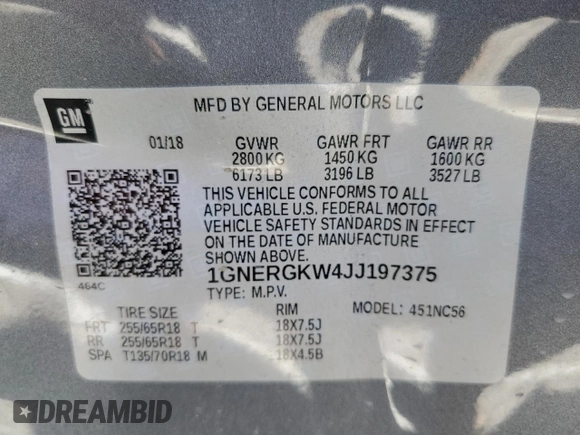 MFD BY GENERAL MOTORS LLC
GM
01/18 GVWR GAWR FRT GAWR RR
2800 KG 1450 KG 1600 KG
6173 LB 3196 LB 3527 LB
THIS VEHICLE CONFORMS TO ALL
APPLICABLE U.S. FEDERAL MOTOR
VEHICLE SAFETY STANDARDS IN EFFECT
ON THE DATE OF MANUFACTURE
SHOWN ABOVE.
464C
1GNERGKW4JJ197375
TYPE: M.P.V. MODEL: 451NC56
TIRE SIZE RIM
FRT 255/65R18 T 18X7.5J
RR 255/65R18 T 18X7.5J
SPA T135/70R18 M 18X4.5B
DREAMBID